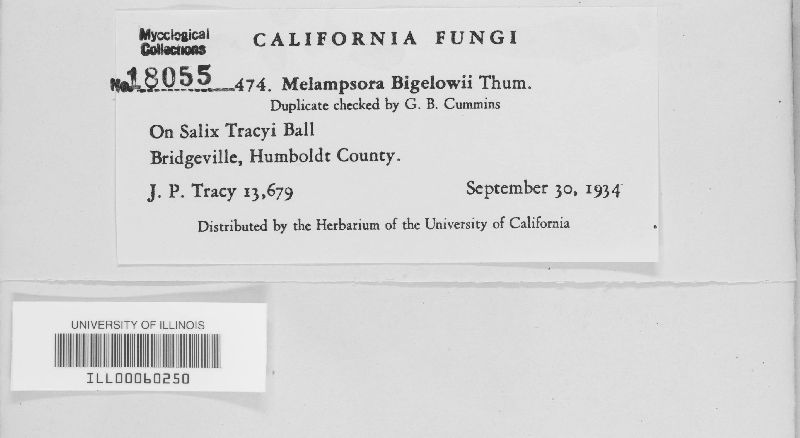 Mycological
Collections
CALIFORNIA FUNGI
No. 18055 474. Melampsora Bigelowii Thum.
Duplicate checked by G. B. Cummins
On Salix Tracyi Ball
Bridgeville, Humboldt County.
J. P. Tracy 13,679 September 30, 1934
Distributed by the Herbarium of the University of California
UNIVERSITY OF ILLINOIS
ILL00060250